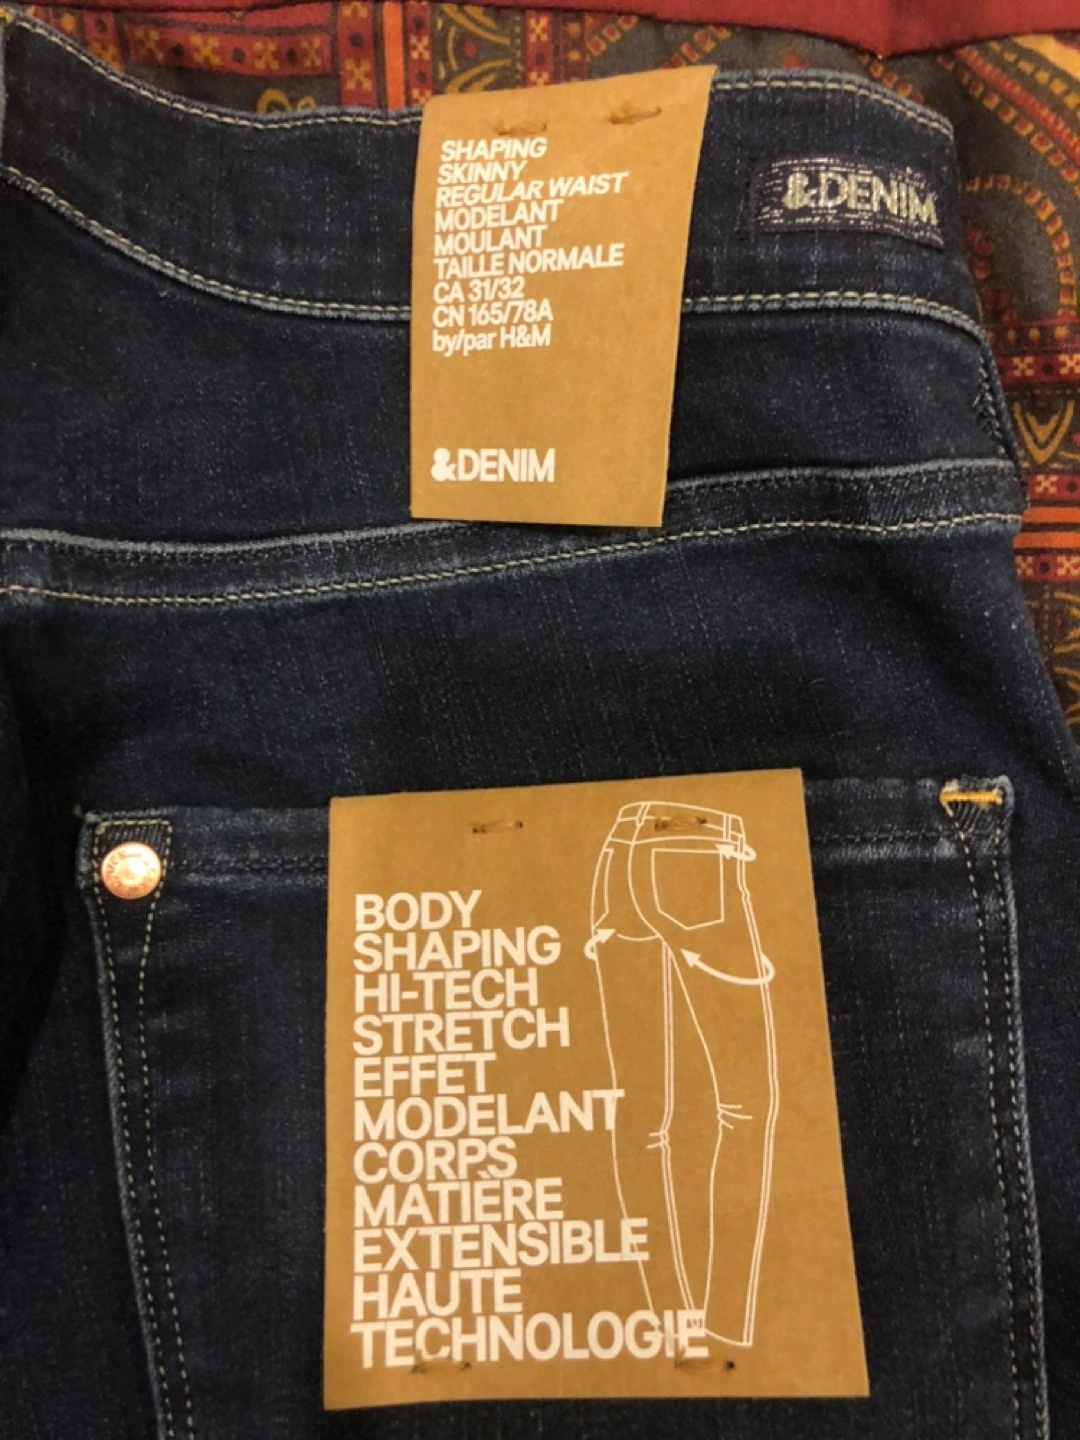 SHAPING
SKINNY
REGULAR WAIST
MODELANT
MOULANT
TAILLE NORMALE
CA 31/32
CN 165/78A
by/par H&M
&DENIM
&DENIM
BODY
SHAPING
HI-TECH
STRETCH
EFFET
MODELANT
CORPS
MATIÈRE
EXTENSIBLE
HAUTE
TECHNOLOGIE